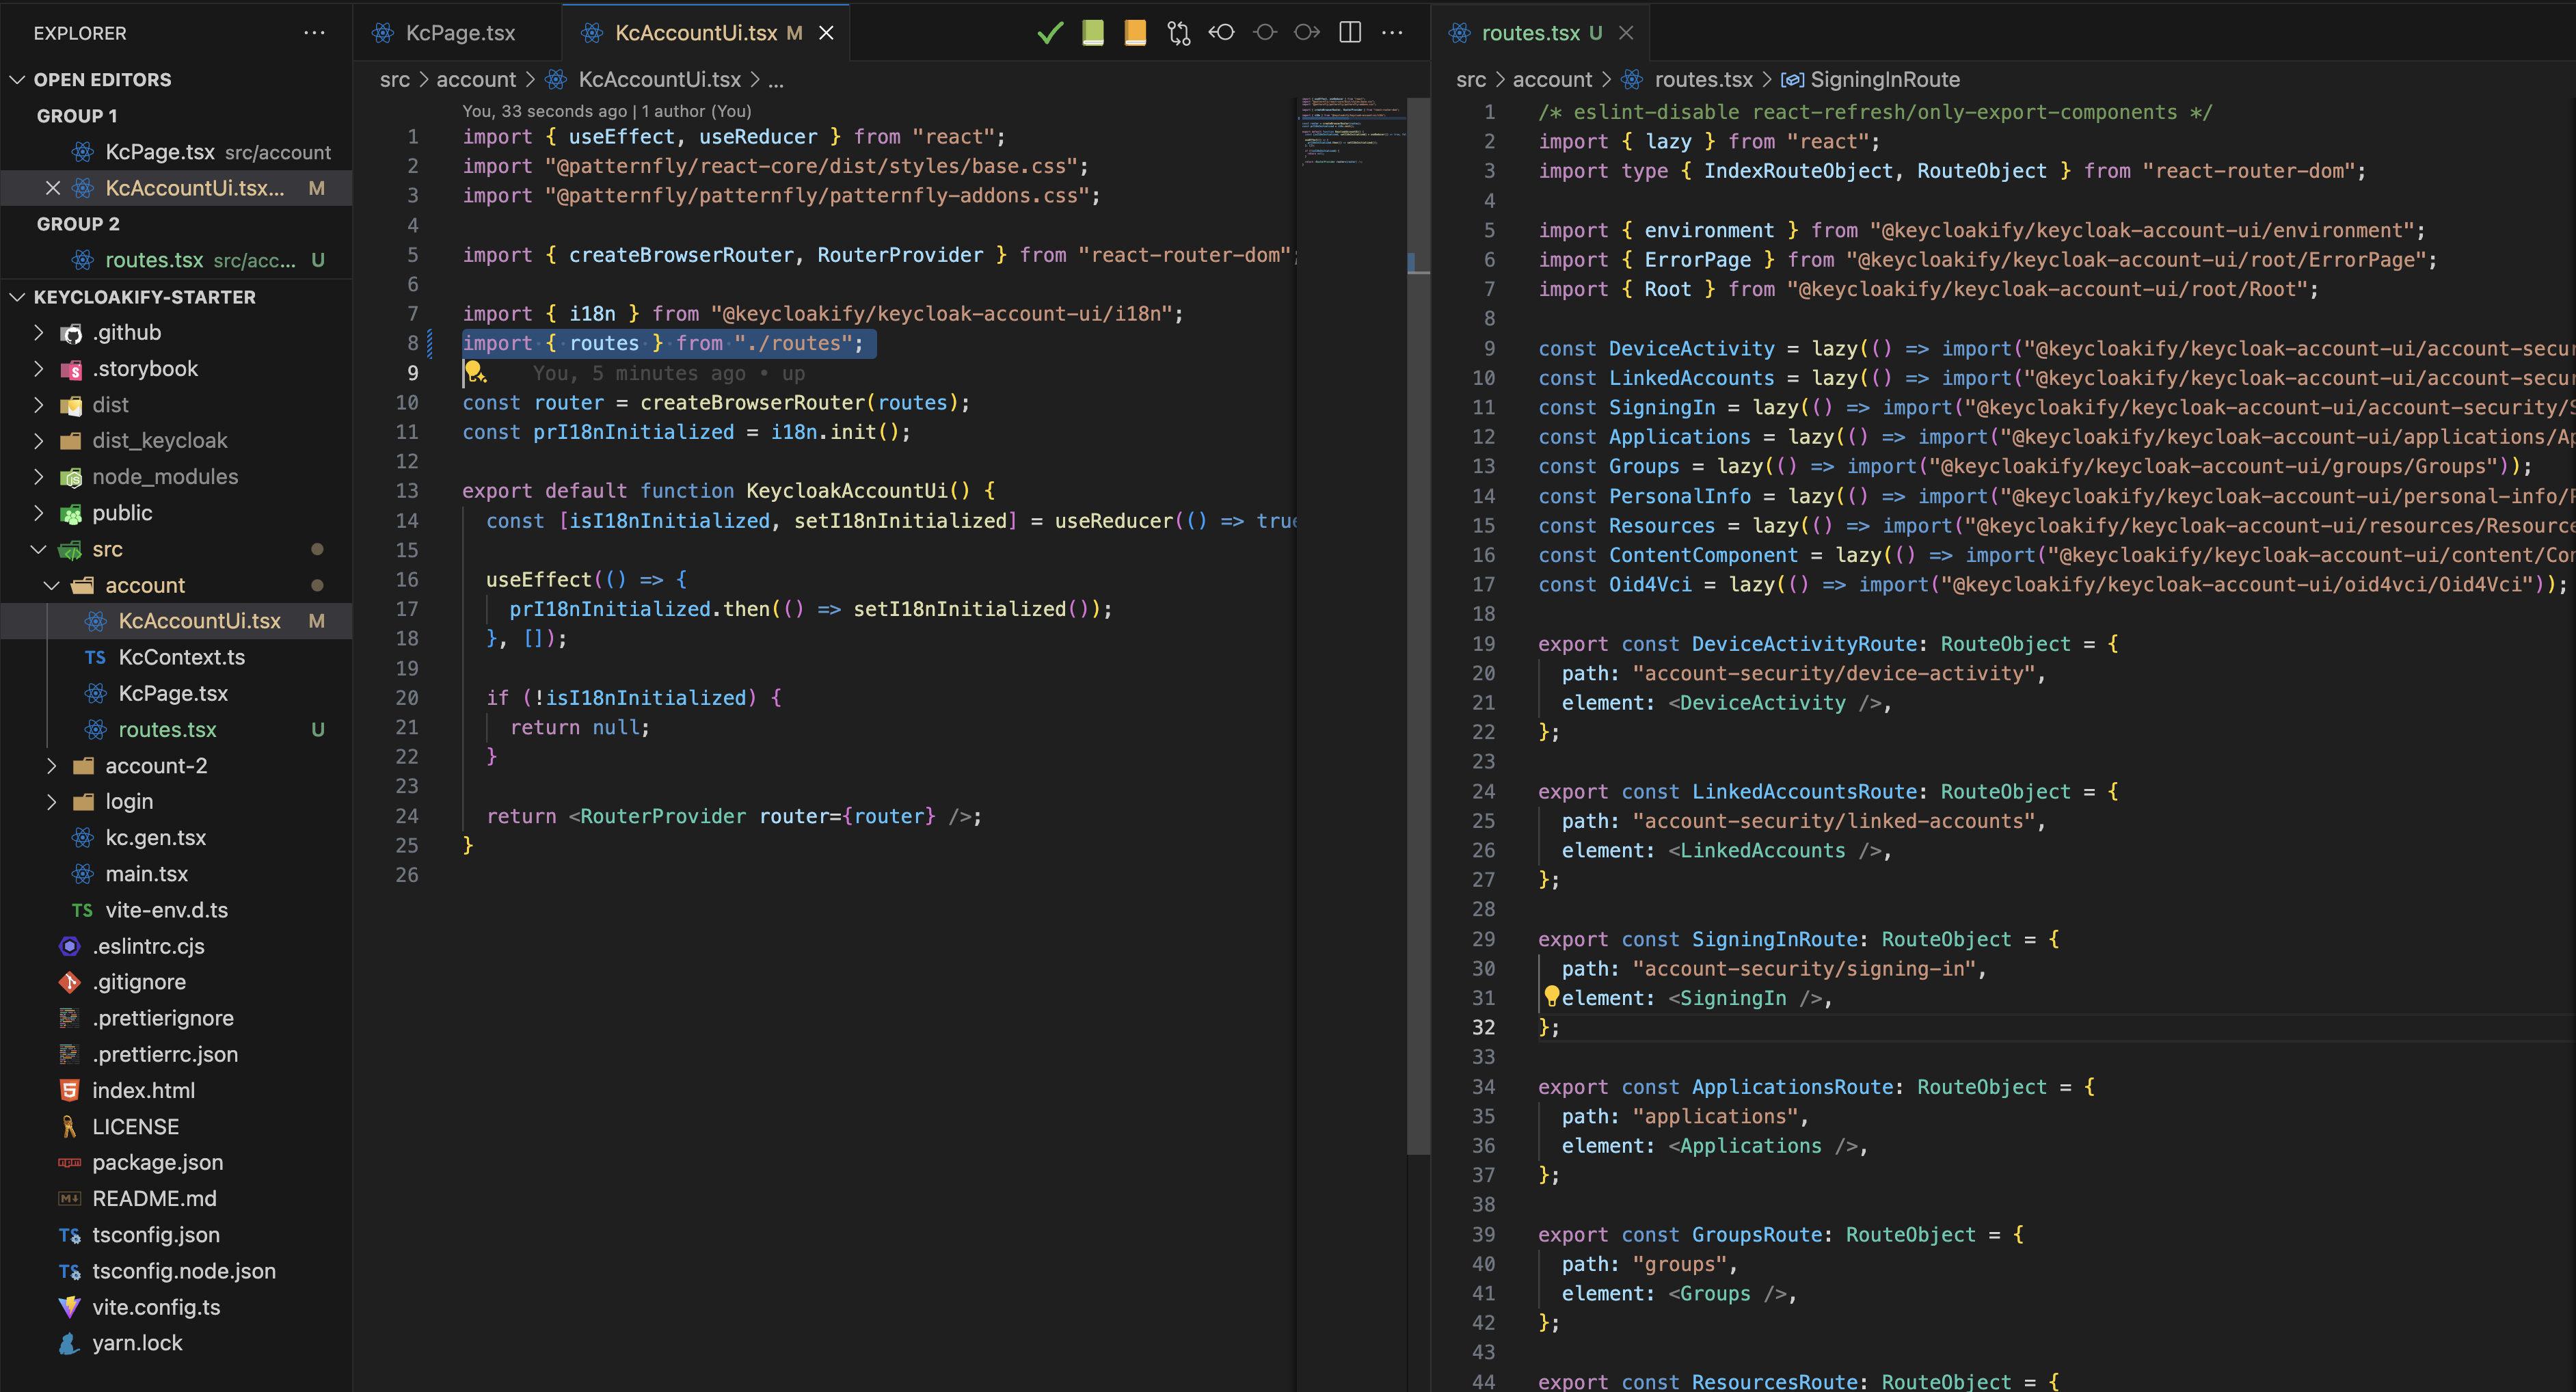 EXPLORER
OPEN EDITORS
GROUP 1
KcPage.tsx src/account
KcAccountUi.tsx... M
GROUP 2
routes.tsx src/acc... U
KEYCLOAKIFY-STARTER
.github
.storybook
dist
dist_keycloak
node_modules
public
src
account
KcAccountUi.tsx M
TS KcContext.ts
KcPage.tsx
routes.tsx U
account-2
login
kc.gen.tsx
main.tsx
TS vite-env.d.ts
.eslintrc.cjs
.gitignore
.prettierignore
.prettierrc.json
index.html
LICENSE
package.json
README.md
TS tsconfig.json
TS tsconfig.node.json
vite.config.ts
yarn.lock
KcPage.tsx
KcAccountUi.tsx M
src > account > KcAccountUi.tsx > ...
You, 33 seconds ago | 1 author (You)
1 import { useEffect, useReducer } from "react";
2 import "@patternfly/react-core/dist/styles/base.css";
3 import "@patternfly/patternfly/patternfly-addons.css";
4
5 import { createBrowserRouter, RouterProvider } from "react-router-dom";
6
7 import { i18n } from "@keycloakify/keycloak-account-ui/i18n";
8 import { routes } from "./routes";
9 You, 5 minutes ago • up
10 const router = createBrowserRouter(routes);
11 const prI18nInitialized = i18n.init();
12
13 export default function KeycloakAccountUi() {
14 const [isI18nInitialized, setI18nInitialized] = useReducer(() => true
15
16 useEffect(() => {
17 prI18nInitialized.then(() => setI18nInitialized());
18 }, []);
19
20 if (!isI18nInitialized) {
21 return null;
22 }
23
24 return <RouterProvider router={router} />;
25 }
26
routes.tsx U
src > account > routes.tsx > SigningInRoute
1 /* eslint-disable react-refresh/only-export-components */
2 import { lazy } from "react";
3 import type { IndexRouteObject, RouteObject } from "react-router-dom";
4
5 import { environment } from "@keycloakify/keycloak-account-ui/environment";
6 import { ErrorPage } from "@keycloakify/keycloak-account-ui/root/ErrorPage";
7 import { Root } from "@keycloakify/keycloak-account-ui/root/Root";
8
9 const DeviceActivity = lazy(() => import("@keycloakify/keycloak-account-ui/account-secur
10 const LinkedAccounts = lazy(() => import("@keycloakify/keycloak-account-ui/account-secur
11 const SigningIn = lazy(() => import("@keycloakify/keycloak-account-ui/account-security/S
12 const Applications = lazy(() => import("@keycloakify/keycloak-account-ui/applications/Ap
13 const Groups = lazy(() => import("@keycloakify/keycloak-account-ui/groups/Groups"));
14 const PersonalInfo = lazy(() => import("@keycloakify/keycloak-account-ui/personal-info/P
15 const Resources = lazy(() => import("@keycloakify/keycloak-account-ui/resources/Resource
16 const ContentComponent = lazy(() => import("@keycloakify/keycloak-account-ui/content/Con
17 const Oid4Vci = lazy(() => import("@keycloakify/keycloak-account-ui/oid4vci/Oid4Vci"));
18
19 export const DeviceActivityRoute: RouteObject = {
20 path: "account-security/device-activity",
21 element: <DeviceActivity />,
22 };
23
24 export const LinkedAccountsRoute: RouteObject = {
25 path: "account-security/linked-accounts",
26 element: <LinkedAccounts />,
27 };
28
29 export const SigningInRoute: RouteObject = {
30 path: "account-security/signing-in",
31 element: <SigningIn />,
32 };
33
34 export const ApplicationsRoute: RouteObject = {
35 path: "applications",
36 element: <Applications />,
37 };
38
39 export const GroupsRoute: RouteObject = {
40 path: "groups",
41 element: <Groups />,
42 };
43
44 export const ResourcesRoute: RouteObject = {